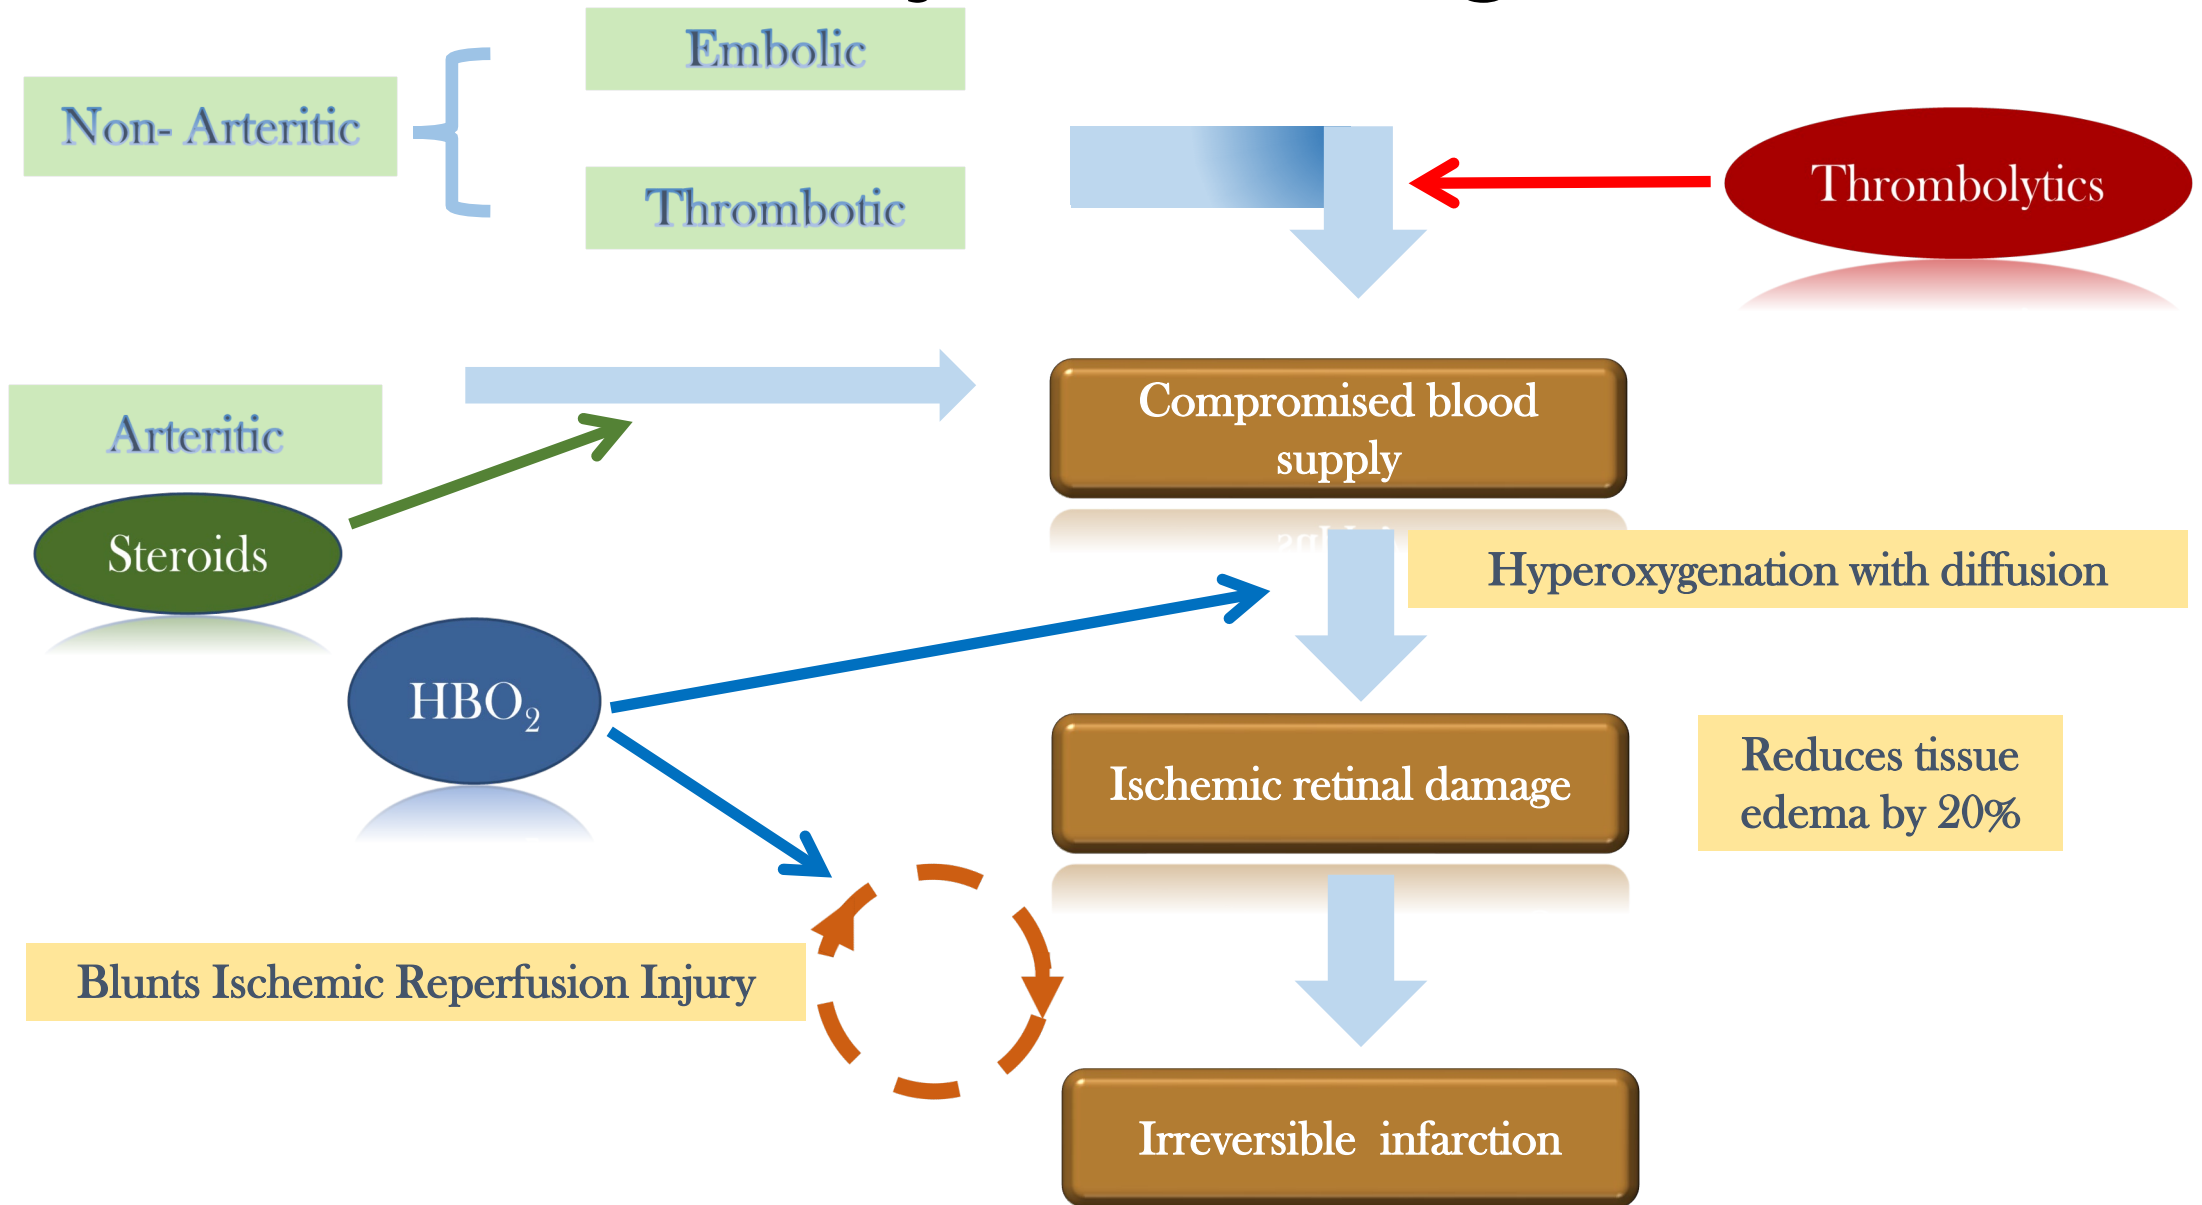 Embolic
Non- Arteritic
Thrombotic
Thrombolytics
Arteritic
Compromised blood
supply
Steroids
Hyperoxygenation with diffusion
HBO₂
Ischemic retinal damage
Reduces tissue
edema by 20%
Blunts Ischemic Reperfusion Injury
Irreversible infarction